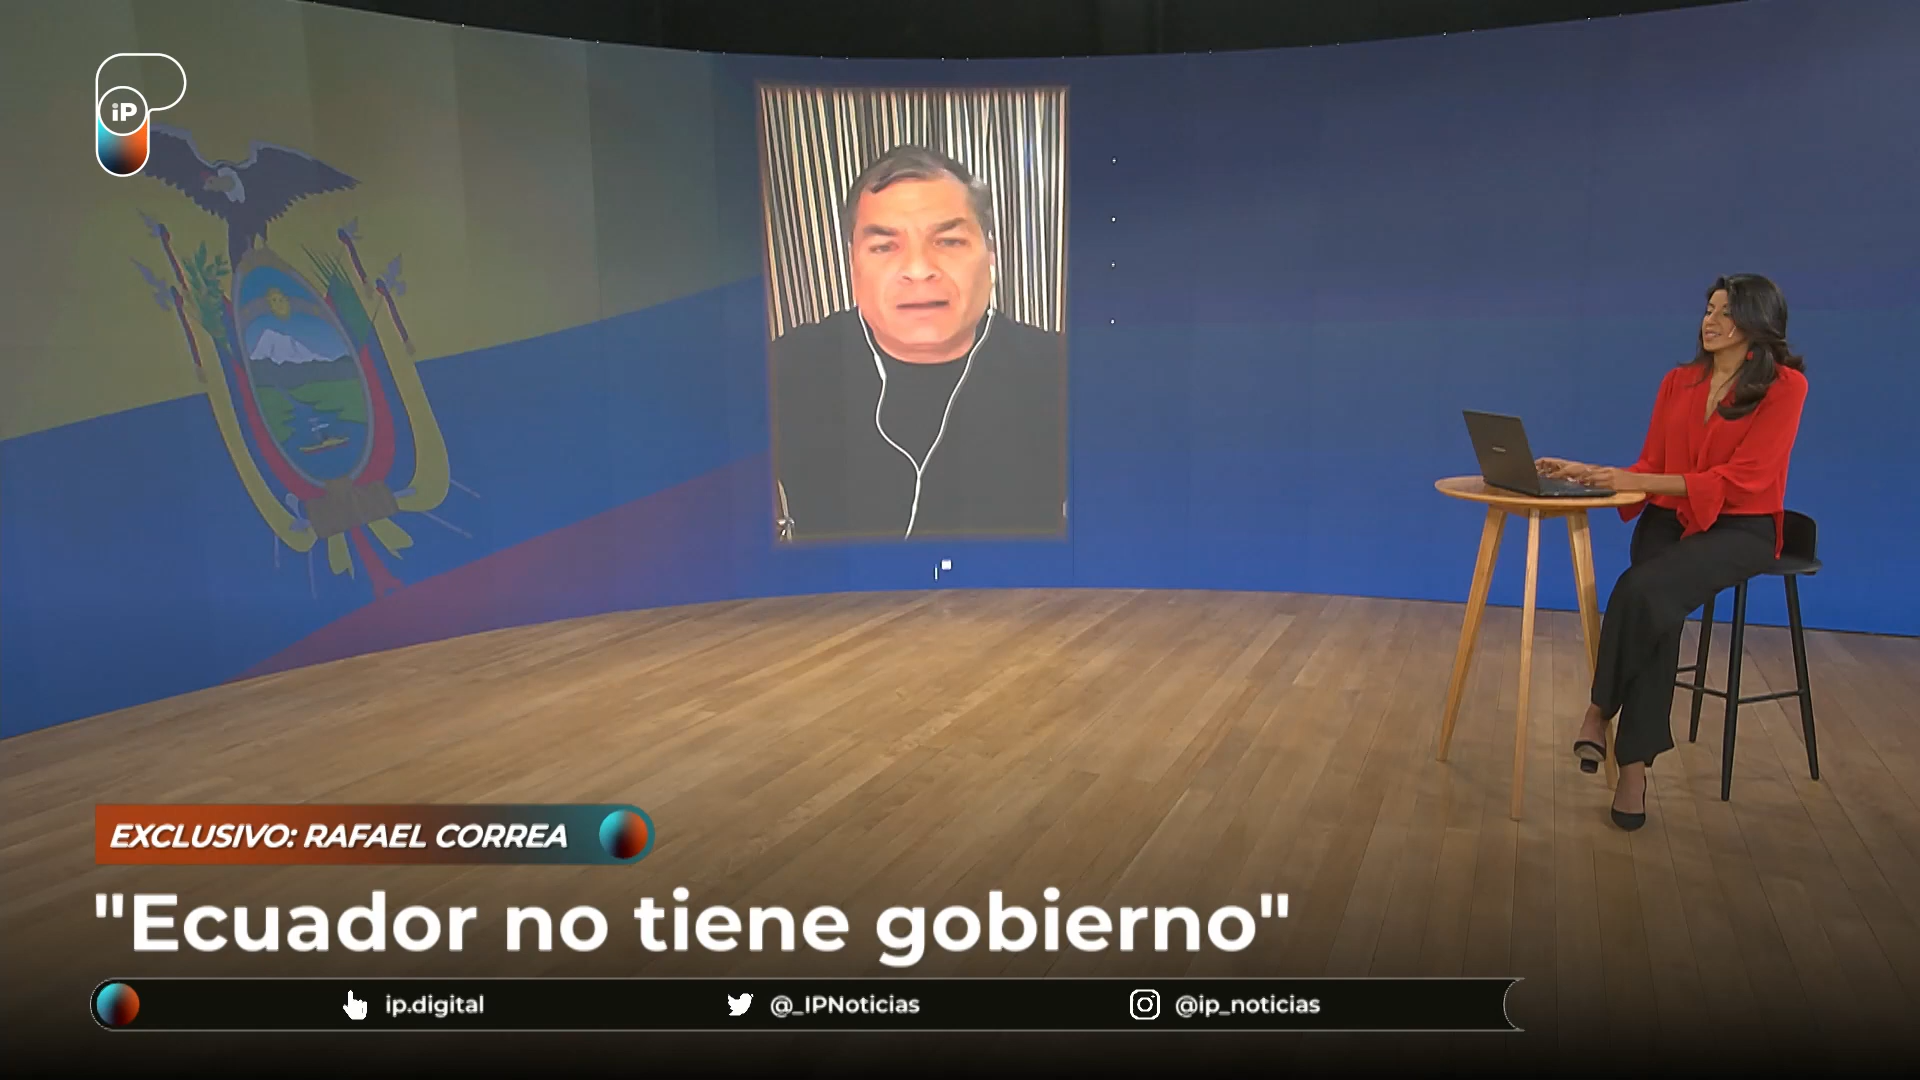 iP
EXCLUSIVO: RAFAEL CORREA
"Ecuador no tiene gobierno"
ip.digital
@_IPNoticias
@ip_noticias